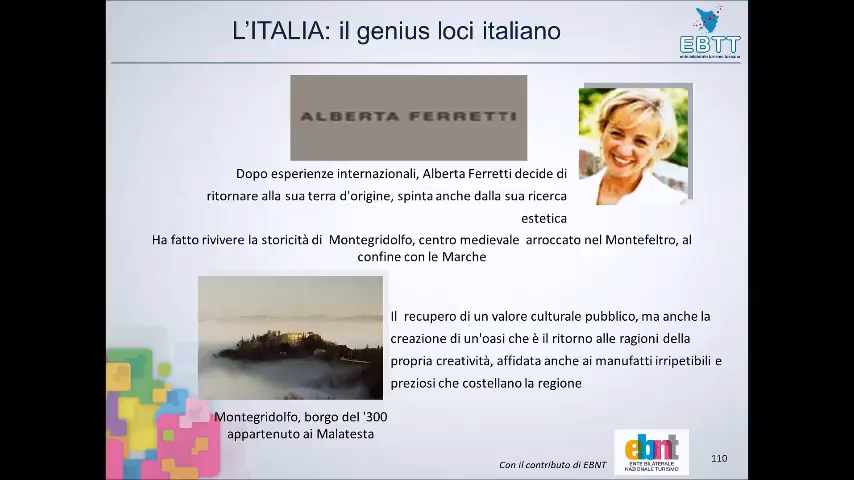 L'ITALIA: il genius loci italiano
EBTT
ente bilaterale turismo toscano
ALBERTA FERRETTI
Dopo esperienze internazionali, Alberta Ferretti decide di
ritornare alla sua terra d'origine, spinta anche dalla sua ricerca
estetica
Ha fatto rivivere la storicità di Montegridolfo, centro medievale arroccato nel Montefeltro, al
confine con le Marche
Il recupero di un valore culturale pubblico, ma anche la
creazione di un'oasi che è il ritorno alle ragioni della
propria creatività, affidata anche ai manufatti irripetibili e
preziosi che costellano la regione
Montegridolfo, borgo del '300
appartenuto ai Malatesta
Con il contributo di EBNT
ebnt
ENTE BILATERALE
NAZIONALE TURISMO
110